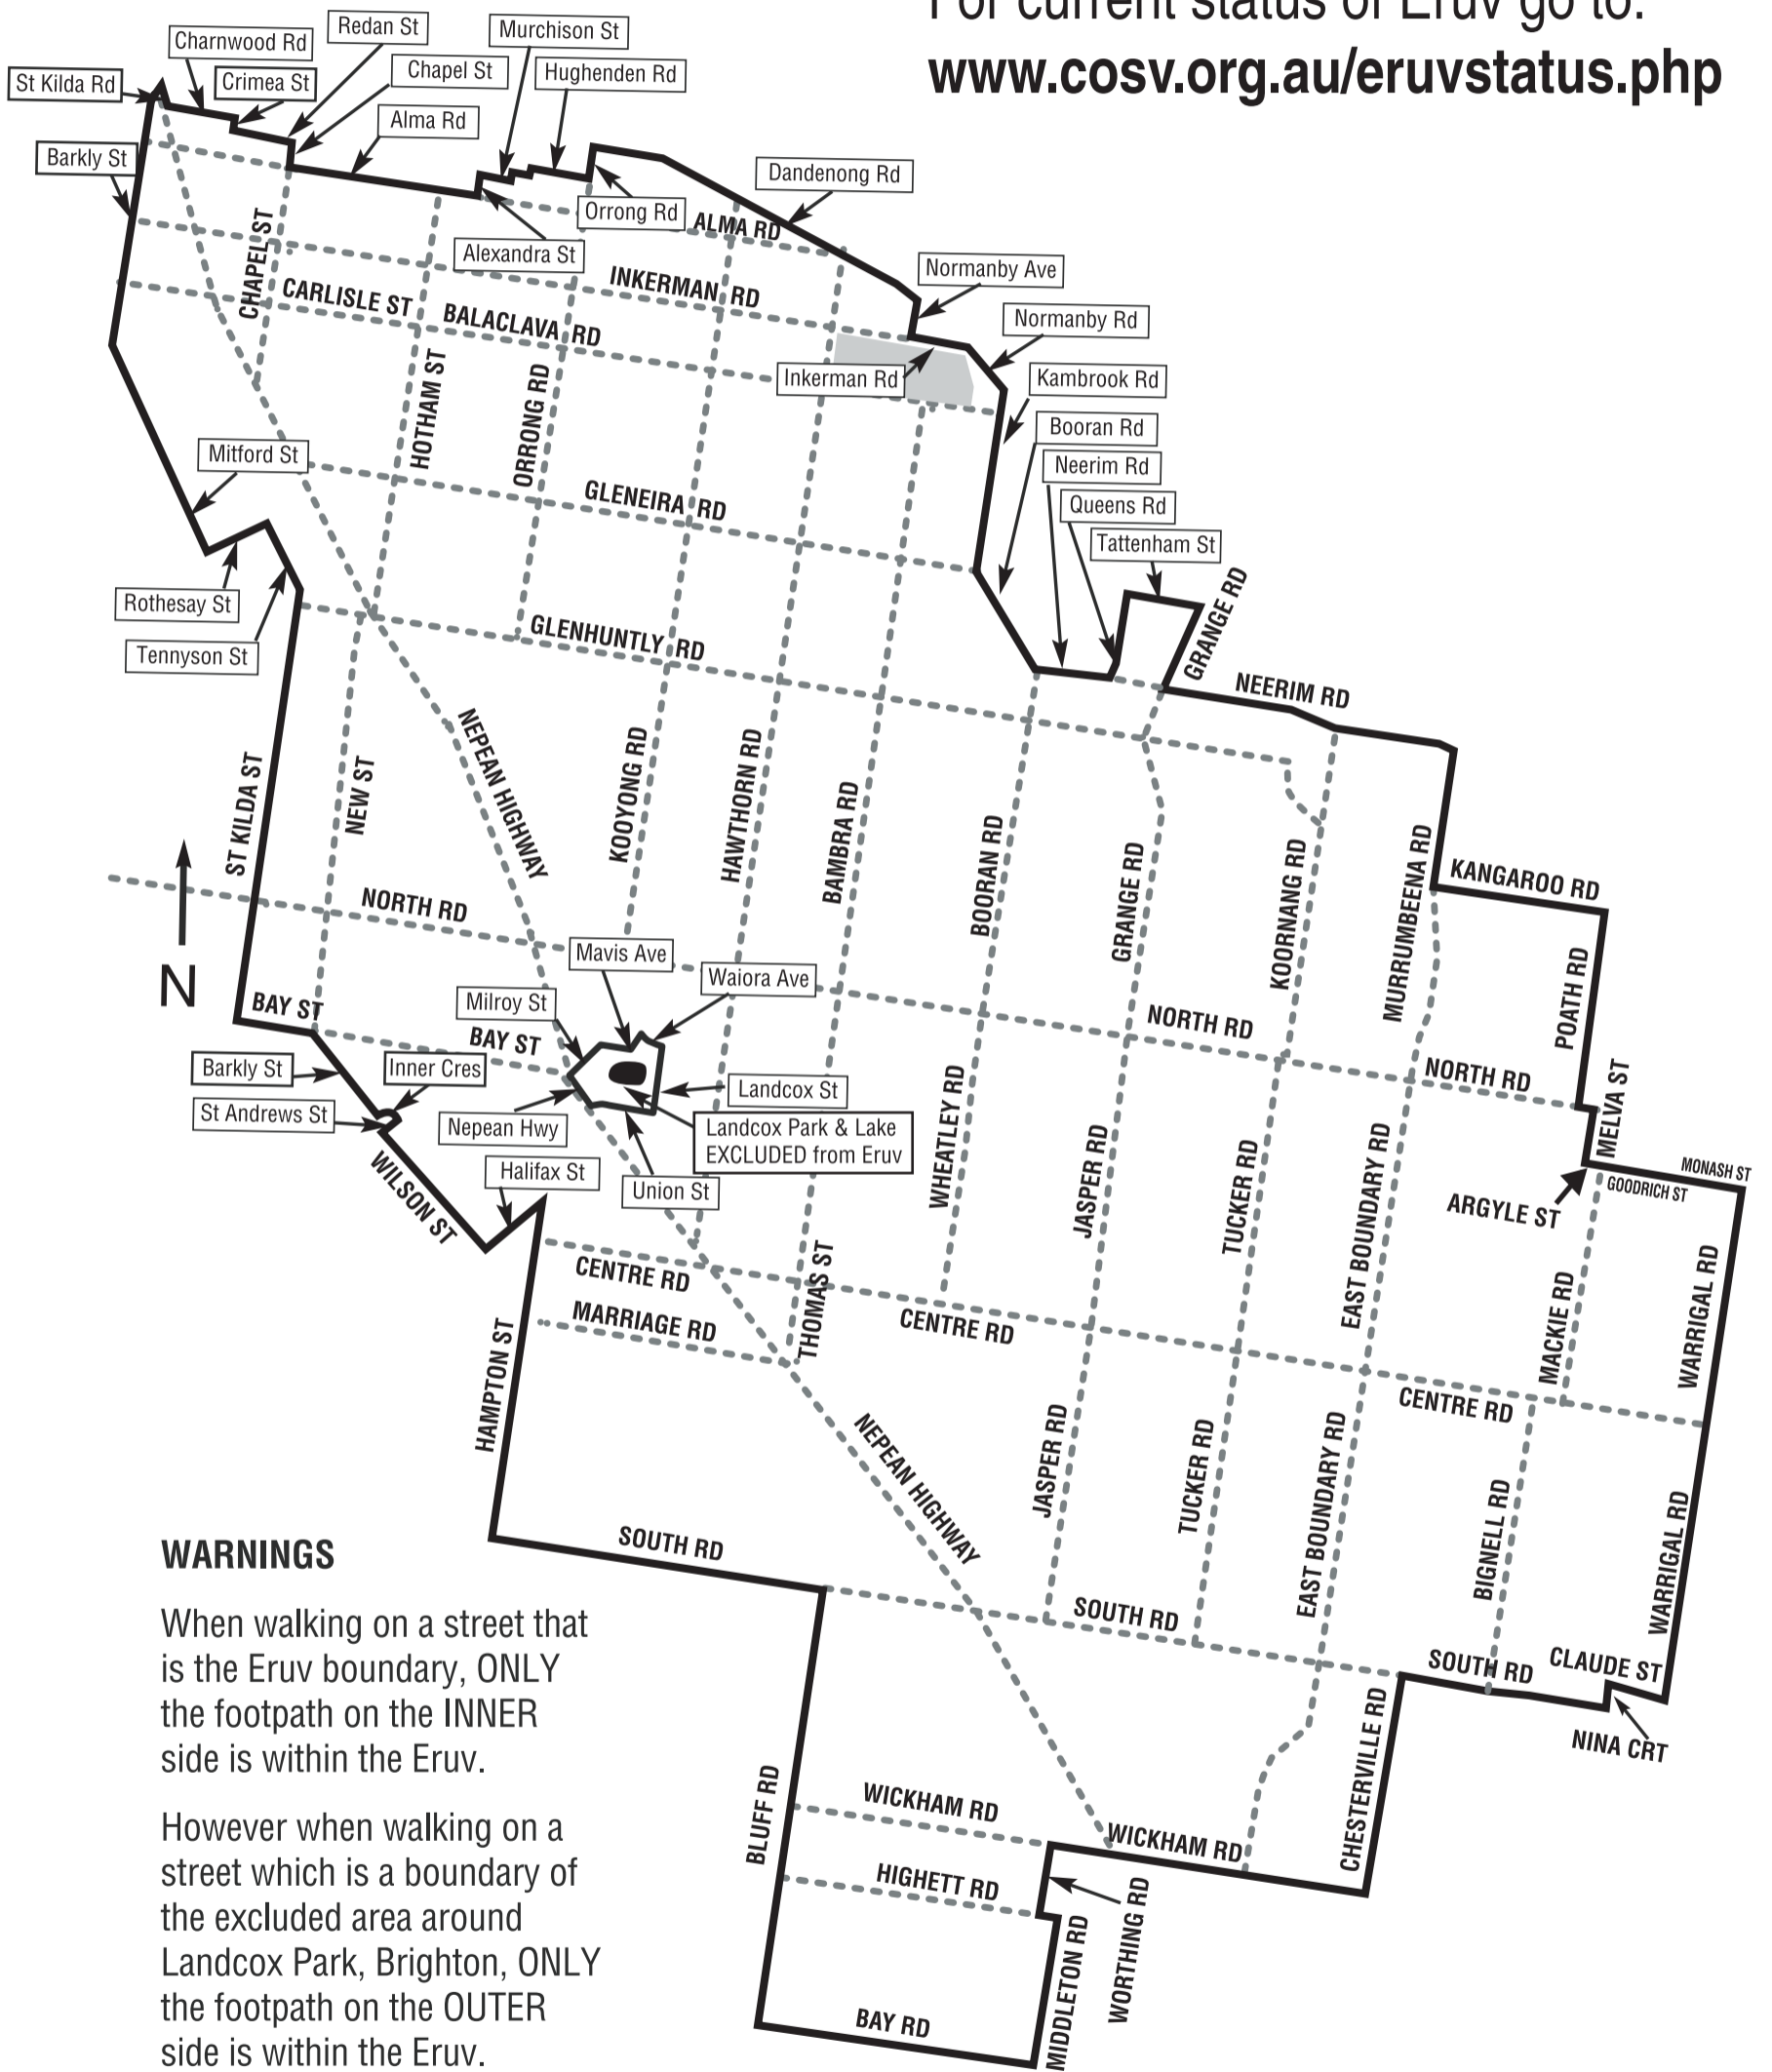 For current status of Eruv go to:
www.cosv.org.au/eruvstatus.php
Charnwood Rd
Redan St
Murchison St
St Kilda Rd
Crimea St
Chapel St
Hughenden Rd
Alma Rd
Barkly St
Dandenong Rd
Orrong Rd
ALMA RD
Alexandra St
CHAPEL ST
INKERMAN RD
Normanby Ave
CARLISLE ST
BALACLAVA RD
Normanby Rd
HOTHAM ST
ORRONG RD
Inkerman Rd
Kambrook Rd
Booran Rd
Mitford St
Neerim Rd
GLENEIRA RD
Queens Rd
Tattenham St
Rothesay St
GRANGE RD
Tennyson St
GLENHUNTLY RD
NEERIM RD
NEPEAN HIGHWAY
ST KILDA ST
NEW ST
KOOYONG RD
HAWTHORN RD
BAMBRA RD
BOORAN RD
GRANGE RD
KOORNANG RD
MURRUMBEENA RD
KANGAROO RD
NORTH RD
POATH RD
N
Mavis Ave
Waiora Ave
BAY ST
Milroy St
NORTH RD
BAY ST
NORTH RD
Barkly St
Inner Cres
Landcox St
MELVA ST
St Andrews St
Nepean Hwy
Landcox Park & Lake
EXCLUDED from Eruv
WHEATLEY RD
JASPER RD
TUCKER RD
EAST BOUNDARY RD
WILSON ST
Halifax St
Union St
MONASH ST
GOODRICH ST
ARGYLE ST
CENTRE RD
THOMAS ST
MARRIAGE RD
CENTRE RD
MACKIE RD
WARRIGAL RD
HAMPTON ST
CENTRE RD
NEPEAN HIGHWAY
JASPER RD
TUCKER RD
EAST BOUNDARY RD
BIGNELL RD
WARRIGAL RD
SOUTH RD
WARNINGS
When walking on a street that
is the Eruv boundary, ONLY
the footpath on the INNER
side is within the Eruv.
However when walking on a
street which is a boundary of
the excluded area around
Landcox Park, Brighton, ONLY
the footpath on the OUTER
side is within the Eruv.
SOUTH RD
SOUTH RD
CLAUDE ST
NINA CRT
CHESTERVILLE RD
BLUFF RD
WICKHAM RD
WICKHAM RD
HIGHETT RD
WORTHING RD
MIDDLETON RD
BAY RD